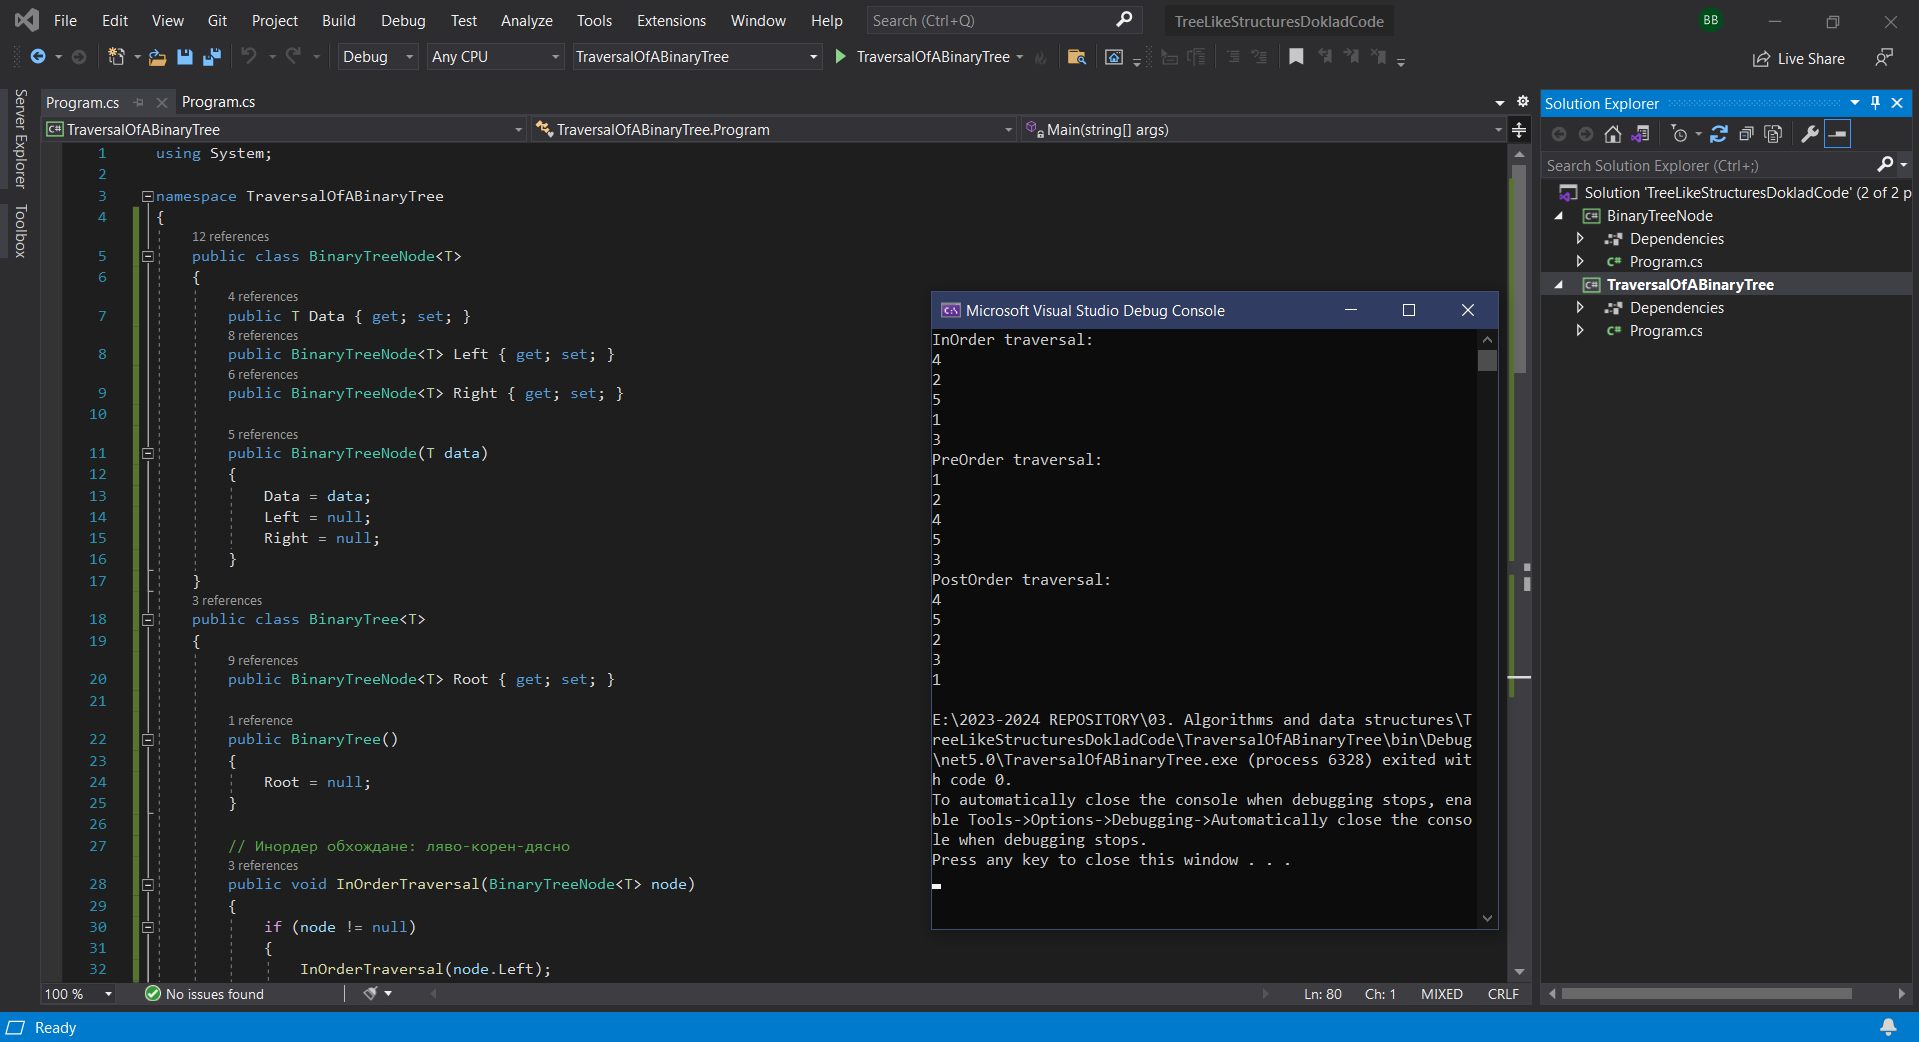 File Edit View Git Project Build Debug Test Analyze Tools Extensions Window Help Search (Ctrl+Q) TreeLikeStructuresDokladCode BB
Debug Any CPU TraversalOfABinaryTree TraversalOfABinaryTree Live Share
Server Explorer
Toolbox
Program.cs Program.cs
TraversalOfABinaryTree TraversalOfABinaryTree.Program Main(string[] args)
1 using System;
2
3 namespace TraversalOfABinaryTree
4 {
12 references
5 public class BinaryTreeNode<T>
6 {
4 references
7 public T Data { get; set; }
8 references
8 public BinaryTreeNode<T> Left { get; set; }
6 references
9 public BinaryTreeNode<T> Right { get; set; }
10
5 references
11 public BinaryTreeNode(T data)
12 {
13 Data = data;
14 Left = null;
15 Right = null;
16 }
17 }
3 references
18 public class BinaryTree<T>
19 {
9 references
20 public BinaryTreeNode<T> Root { get; set; }
21
1 reference
22 public BinaryTree()
23 {
24 Root = null;
25 }
26
27 // Инордер обхождане: ляво-корен-дясно
3 references
28 public void InOrderTraversal(BinaryTreeNode<T> node)
29 {
30 if (node != null)
31 {
32 InOrderTraversal(node.Left);
Microsoft Visual Studio Debug Console
InOrder traversal:
4
2
5
1
3
PreOrder traversal:
1
2
4
5
3
PostOrder traversal:
4
5
2
3
1
E:\2023-2024 REPOSITORY\03. Algorithms and data structures\T
reeLikeStructuresDokladCode\TraversalOfABinaryTree\bin\Debug
\net5.0\TraversalOfABinaryTree.exe (process 6328) exited wit
h code 0.
To automatically close the console when debugging stops, ena
ble Tools->Options->Debugging->Automatically close the conso
le when debugging stops.
Press any key to close this window . . .
Solution Explorer
Search Solution Explorer (Ctrl+;)
Solution 'TreeLikeStructuresDokladCode' (2 of 2 p
C# BinaryTreeNode
Dependencies
C# Program.cs
C# TraversalOfABinaryTree
Dependencies
C# Program.cs
100 % No issues found Ln: 80 Ch: 1 MIXED CRLF
Ready